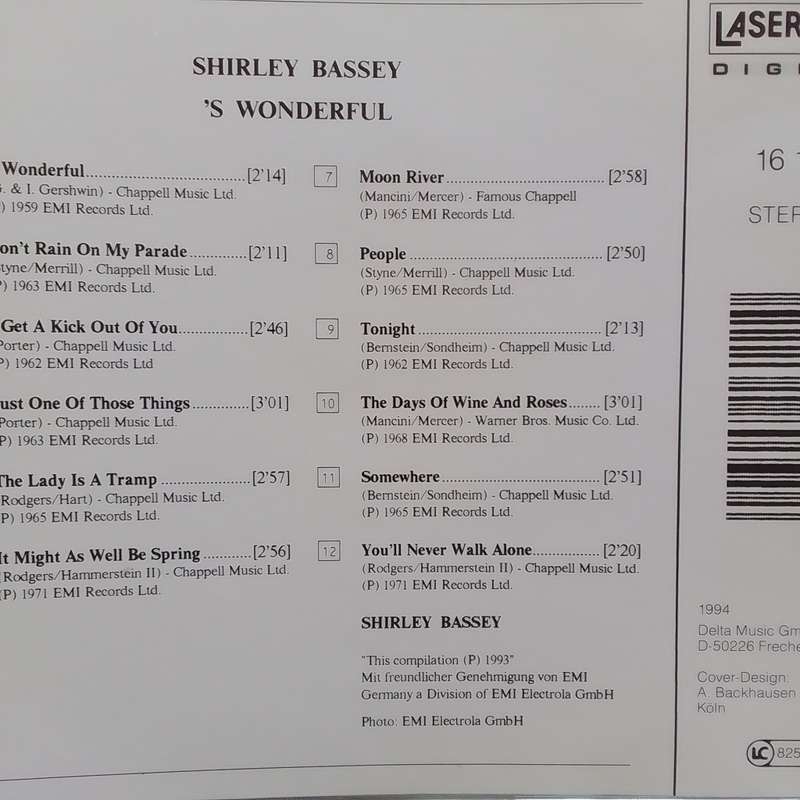 SHIRLEY BASSEY
'S WONDERFUL
Wonderful..............................[2'14]
. & I. Gershwin) - Chappell Music Ltd.
) 1959 EMI Records Ltd.
on't Rain On My Parade............[2'11]
tyne/Merrill) - Chappell Music Ltd.
P) 1963 EMI Records Ltd.
Get A Kick Out Of You..............[2'46]
Porter) - Chappell Music Ltd.
P) 1962 EMI Records Ltd
ust One Of Those Things............[3'01]
Porter) - Chappell Music Ltd.
P) 1963 EMI Records Ltd.
The Lady Is A Tramp..................[2'57]
Rodgers/Hart) - Chappell Music Ltd.
(P) 1965 EMI Records Ltd.
It Might As Well Be Spring..........[2'56]
(Rodgers/Hammerstein II) - Chappell Music Ltd.
(P) 1971 EMI Records Ltd.
7 Moon River..............................[2'58]
(Mancini/Mercer) - Famous Chappell
(P) 1965 EMI Records Ltd.
8 People.....................................[2'50]
(Styne/Merrill) - Chappell Music Ltd.
(P) 1965 EMI Records Ltd.
9 Tonight...................................[2'13]
(Bernstein/Sondheim) - Chappell Music Ltd.
(P) 1962 EMI Records Ltd.
10 The Days Of Wine And Roses........[3'01]
(Mancini/Mercer) - Warner Bros. Music Co. Ltd.
(P) 1968 EMI Records Ltd.
11 Somewhere..............................[2'51]
(Bernstein/Sondheim) - Chappell Music Ltd.
(P) 1965 EMI Records Ltd.
12 You'll Never Walk Alone.............[2'20]
(Rodgers/Hammerstein II) - Chappell Music Ltd.
(P) 1971 EMI Records Ltd.
SHIRLEY BASSEY
"This compilation (P) 1993"
Mit freundlicher Genehmigung von EMI
Germany a Division of EMI Electrola GmbH
Photo: EMI Electrola GmbH
LASER
DIG
16
STER
1994
Delta Music Gm
D-50226 Freche
Cover-Design:
A. Backhausen
Köln
LC 825